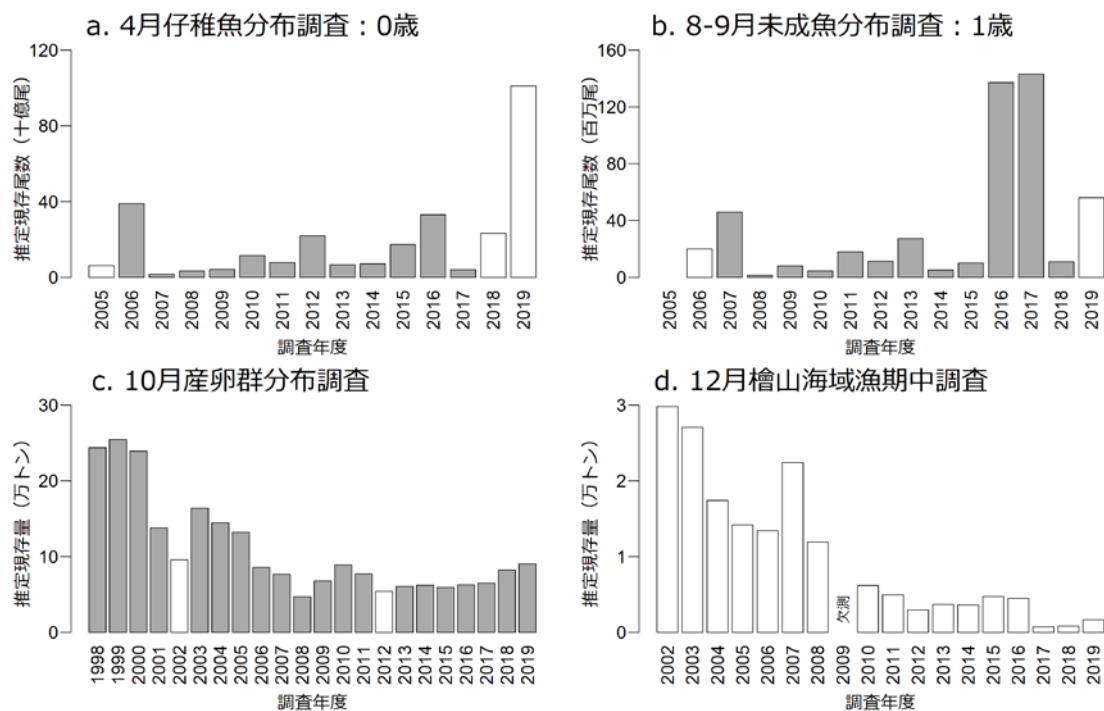 a. 4月仔稚魚分布調査：0歳
推定現存尾数（十億尾）
120
80
40
0
2005 2006 2007 2008 2009 2010 2011 2012 2013 2014 2015 2016 2017 2018 2019
調査年度
b. 8-9月未成魚分布調査：1歳
推定現存尾数（百万尾）
160
120
80
40
0
2005 2006 2007 2008 2009 2010 2011 2012 2013 2014 2015 2016 2017 2018 2019
調査年度
c. 10月産卵群分布調査
推定現存量（万トン）
30
20
10
0
1998 1999 2000 2001 2002 2003 2004 2005 2006 2007 2008 2009 2010 2011 2012 2013 2014 2015 2016 2017 2018 2019
調査年度
d. 12月檜山海域漁期中調査
推定現存量（万トン）
3
2
1
0
欠測
2002 2003 2004 2005 2006 2007 2008 2009 2010 2011 2012 2013 2014 2015 2016 2017 2018 2019
調査年度